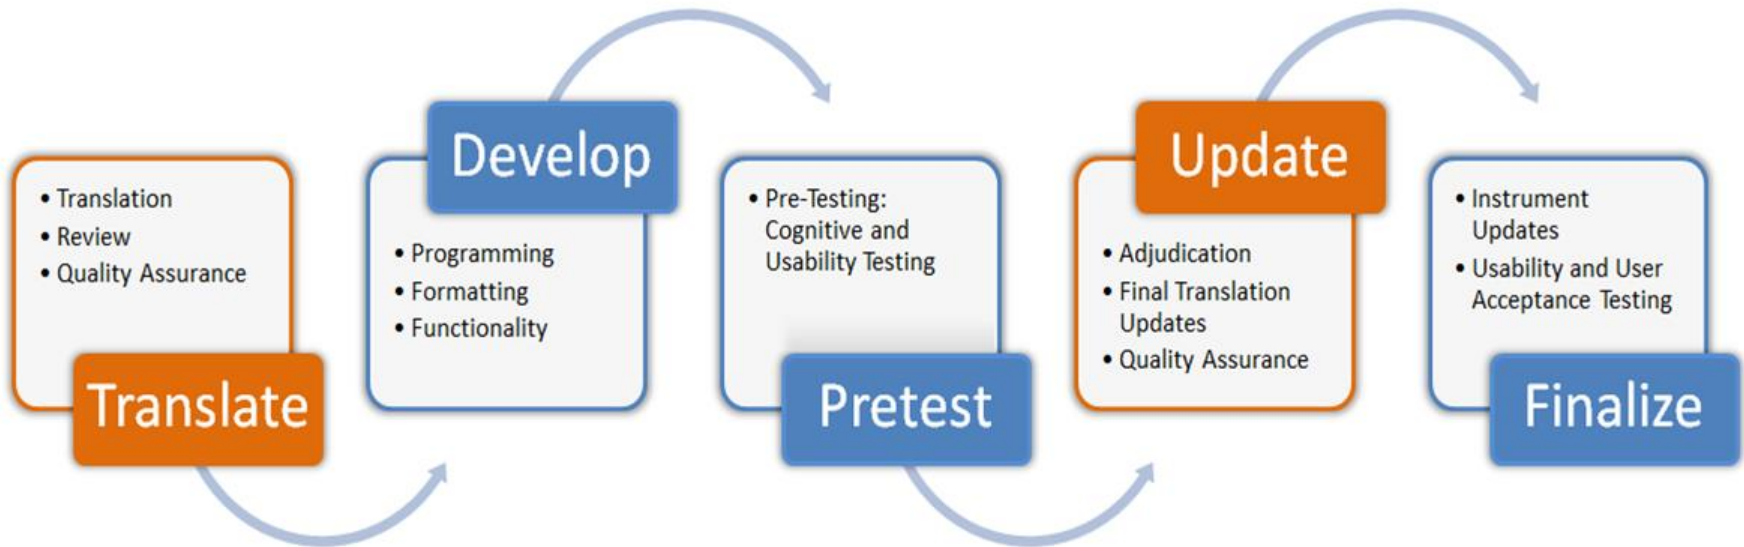 • Translation
• Review
• Quality Assurance
Translate
Develop
• Programming
• Formatting
• Functionality
• Pre-Testing:
Cognitive and
Usability Testing
Pretest
Update
• Adjudication
• Final Translation
Updates
• Quality Assurance
• Instrument
Updates
• Usability and User
Acceptance Testing
Finalize